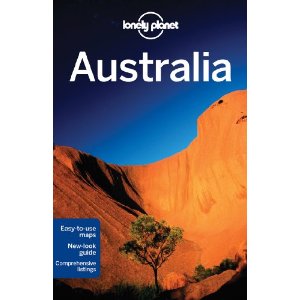 lonely planet
Australia
Easy-to-use
maps
New-look
guide
Comprehensive
listings